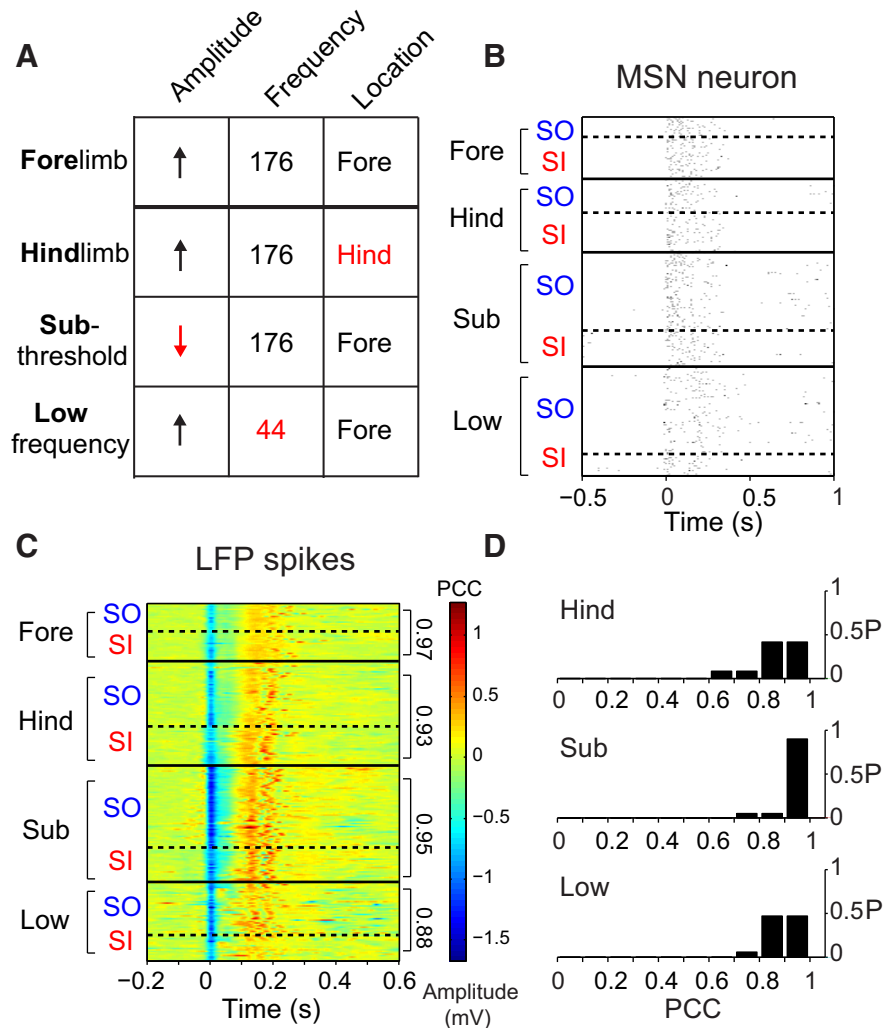 A
Amplitude
Frequency
Location
Forelimb
176
Fore
Hindlimb
176
Hind
Sub-
threshold
176
Fore
Low
frequency
44
Fore
B
MSN neuron
Fore
SO
SI
Hind
SO
SI
Sub
SO
SI
Low
SO
SI
−0.5 0 0.5 1
Time (s)
C
LFP spikes
PCC
Fore
SO
SI
0.97
Hind
SO
SI
0.93
Sub
SO
SI
0.95
Low
SO
SI
0.88
−0.2 0 0.2 0.4 0.6
Time (s)
1
0.5
0
−0.5
−1
−1.5
Amplitude
(mV)
D
Hind
1
0.5P
0 0.2 0.4 0.6 0.8 1
Sub
1
0.5P
0 0.2 0.4 0.6 0.8 1
Low
1
0.5P
0 0.2 0.4 0.6 0.8 1
PCC